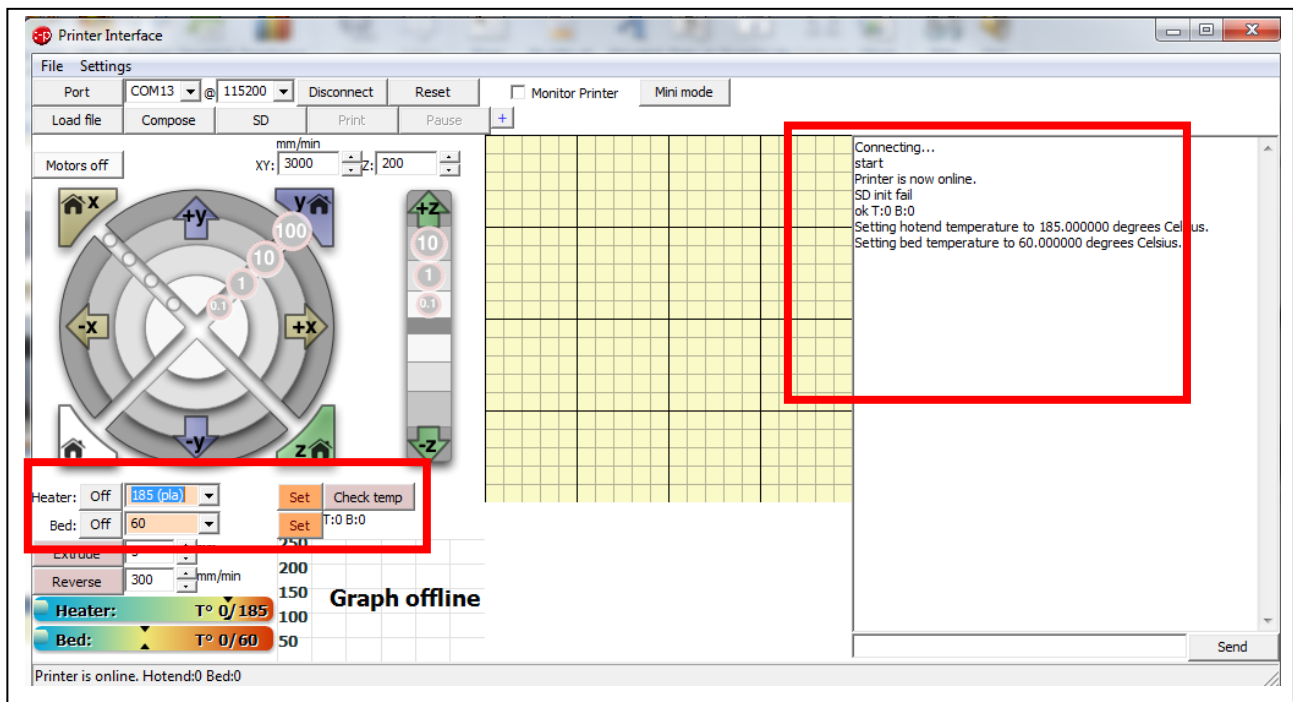 Printer Interface
File Settings
Port COM13 @ 115200 Disconnect Reset Monitor Printer Mini mode
Load file Compose SD Print Pause +
mm/min
Motors off XY: 3000 Z: 200
x +y y +z
100 10
10 1
1 0.1
0.1
-x +x
-y z -z
Heater: Off 185 (pla) Set Check temp
Bed: Off 60 Set T:0 B:0
Extrude
Reverse 300 mm/min
250
200
150
100
50
Graph offline
Heater: T° 0/185
Bed: T° 0/60
Connecting...
start
Printer is now online.
SD init fail
ok T:0 B:0
Setting hotend temperature to 185.000000 degrees Celsius.
Setting bed temperature to 60.000000 degrees Celsius.
Send
Printer is online. Hotend:0 Bed:0